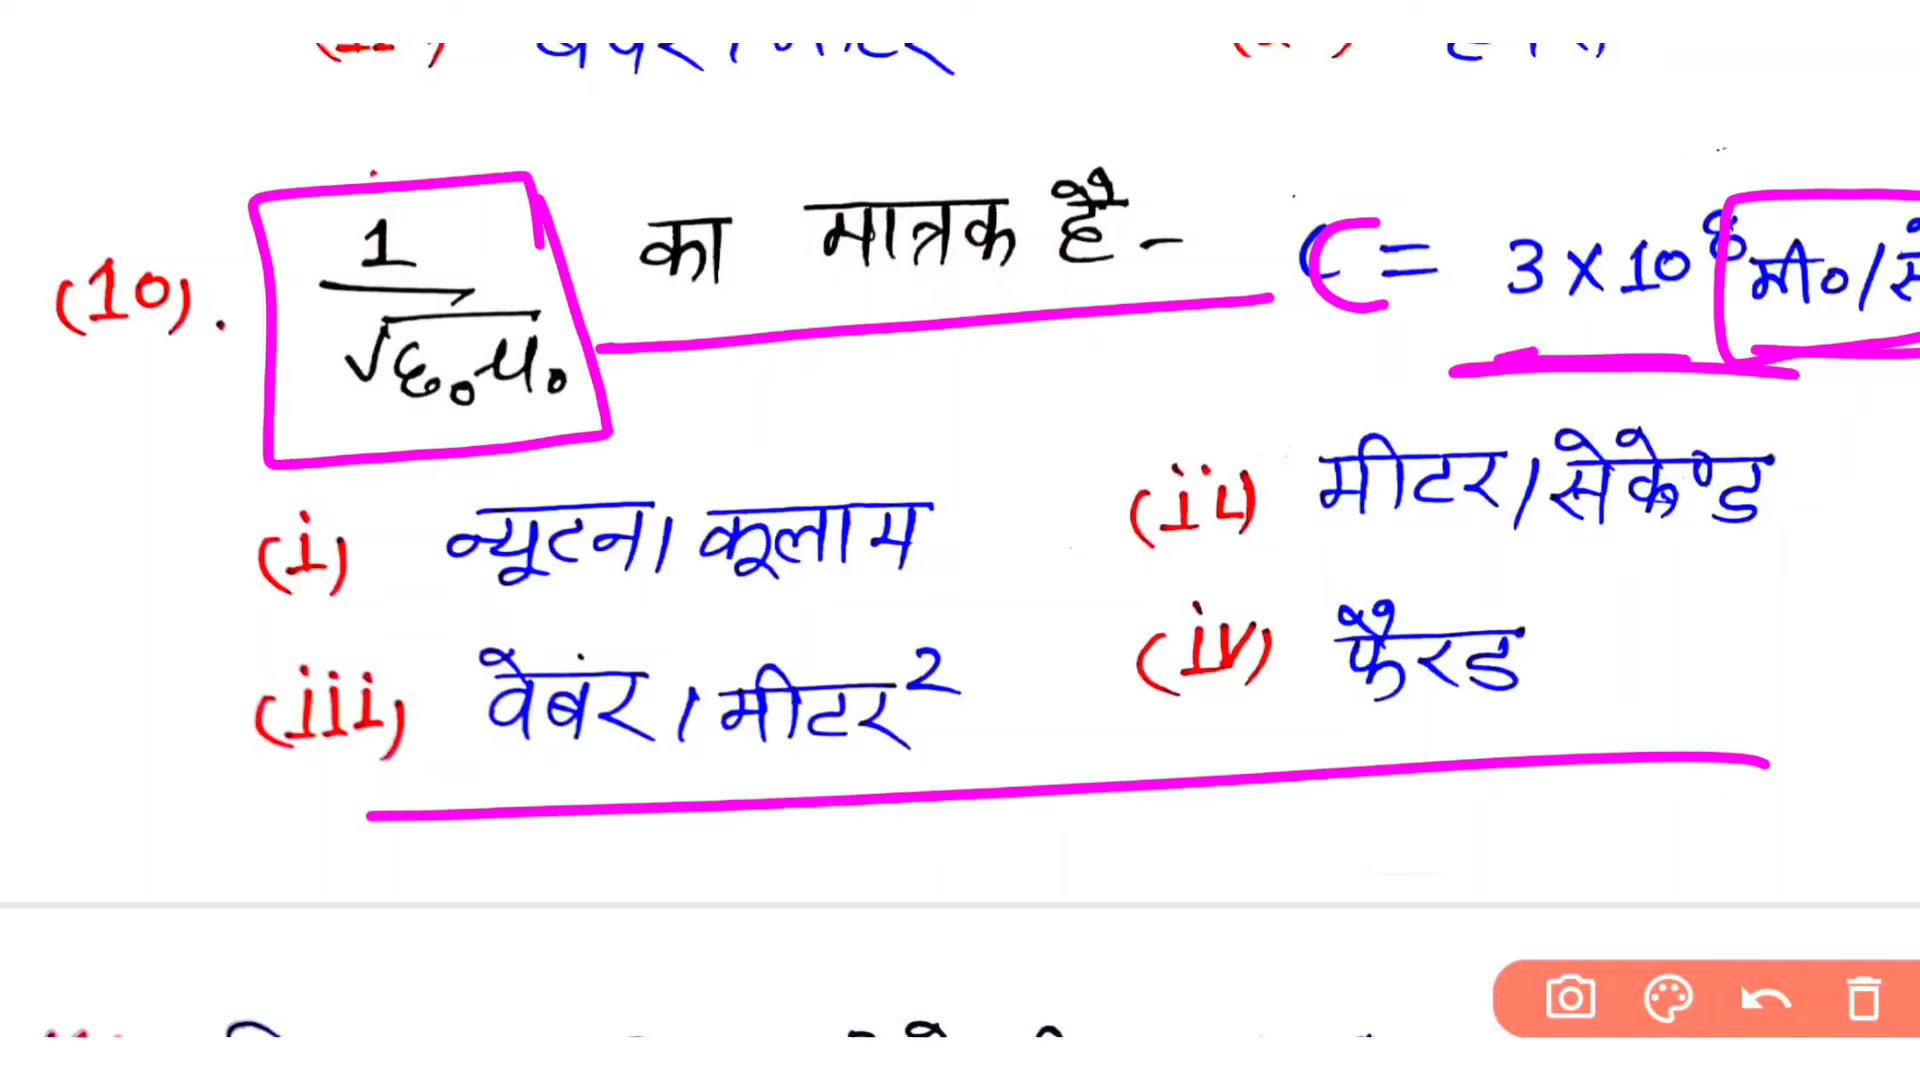 (10). 1/√ε₀μ₀ का मात्रक है - C = 3 × 10⁸ मी०/से
(i) न्यूटन/कूलाम (ii) मीटर/सेकेण्ड
(iii) वेबर/मीटर² (iv) फैरड